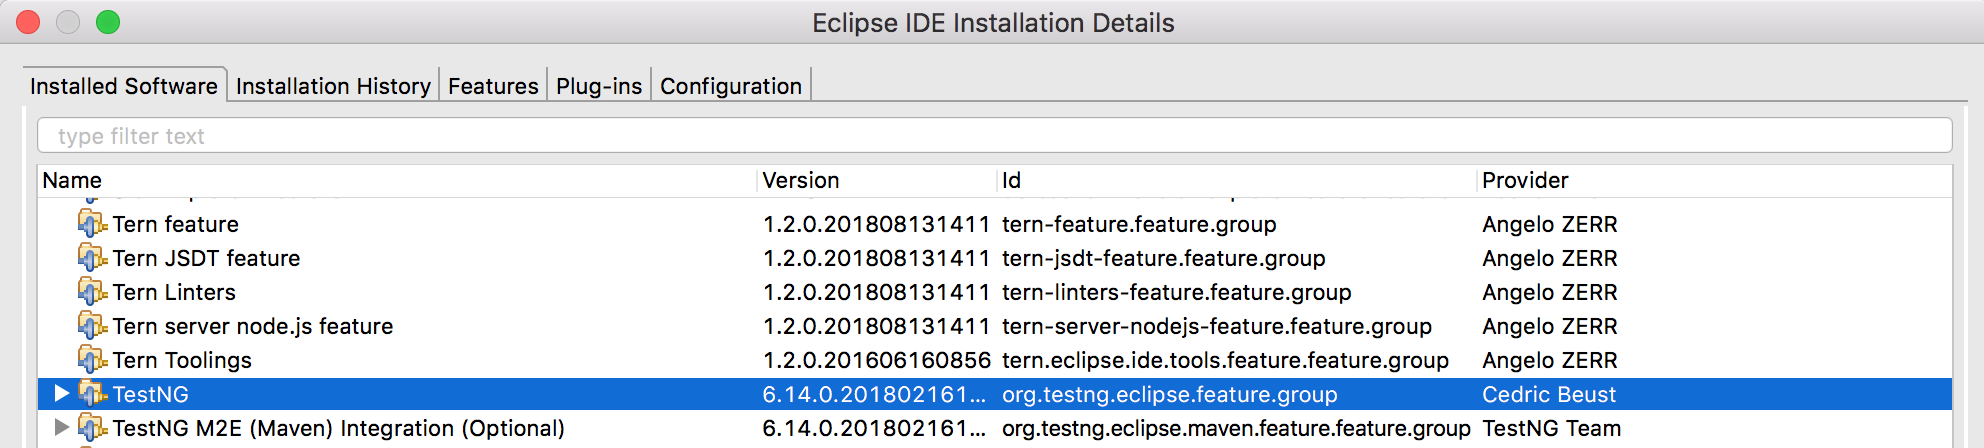 Eclipse IDE Installation Details
Installed Software Installation History Features Plug-ins Configuration
type filter text
Name Version Id Provider
Tern feature 1.2.0.201808131411 tern-feature.feature.group Angelo ZERR
Tern JSDT feature 1.2.0.201808131411 tern-jsdt-feature.feature.group Angelo ZERR
Tern Linters 1.2.0.201808131411 tern-linters-feature.feature.group Angelo ZERR
Tern server node.js feature 1.2.0.201808131411 tern-server-nodejs-feature.feature.group Angelo ZERR
Tern Toolings 1.2.0.201606160856 tern.eclipse.ide.tools.feature.feature.group Angelo ZERR
TestNG 6.14.0.201802161... org.testng.eclipse.feature.group Cedric Beust
TestNG M2E (Maven) Integration (Optional) 6.14.0.201802161... org.testng.eclipse.maven.feature.feature.group TestNG Team